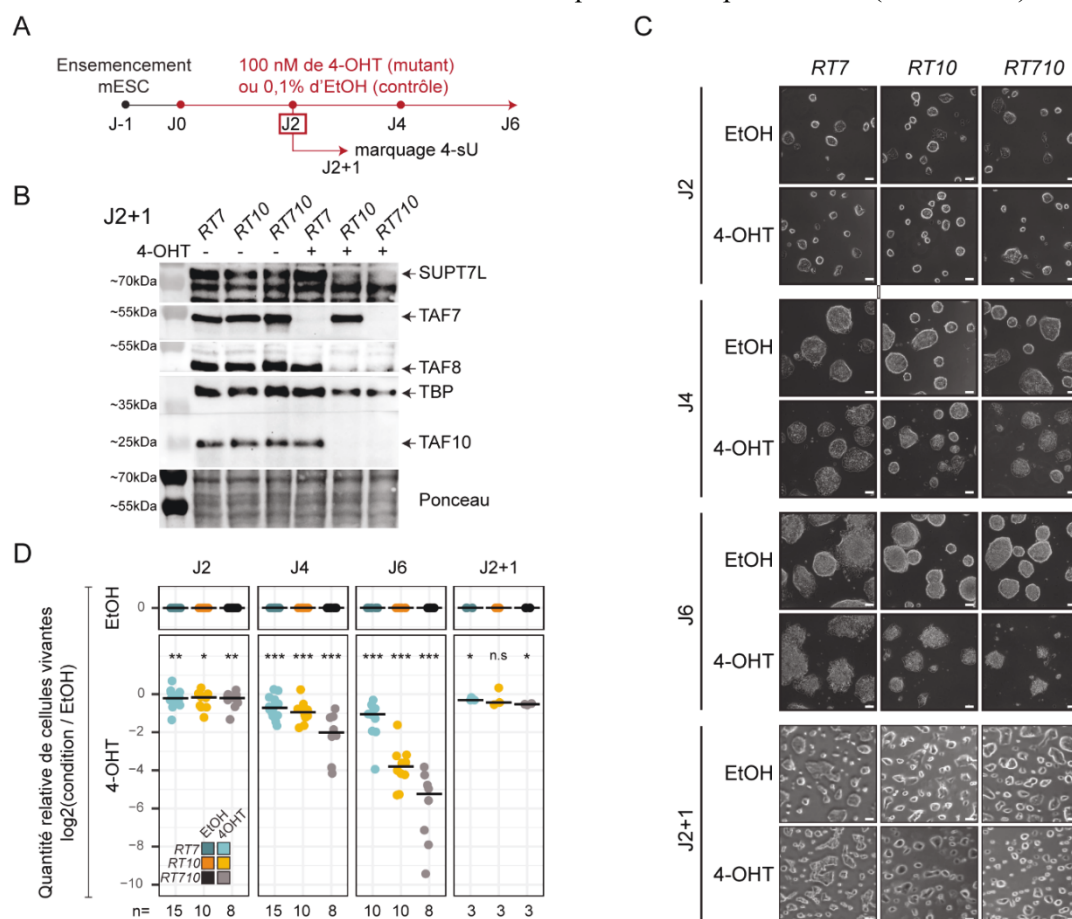 A
Ensemencement
mESC
100 nM de 4-OHT (mutant)
ou 0,1% d'EtOH (contrôle)
J-1 J0 J2 J4 J6
J2+1 marquage 4-sU
B
J2+1
RT7 RT10 RT710 RT7 RT10 RT710
4-OHT - - - + + +
~70kDa SUPT7L
~55kDa TAF7
~55kDa TAF8
TBP
~35kDa
~25kDa TAF10
~70kDa
~55kDa Ponceau
C
RT7 RT10 RT710
J2
EtOH
4-OHT
J4
EtOH
4-OHT
J6
EtOH
4-OHT
J2+1
EtOH
4-OHT
D
J2 J4 J6 J2+1
Quantité relative de cellules vivantes
log2(condition / EtOH)
EtOH
0
4-OHT
** * ** *** *** *** *** *** *** * n.s *
0
−2
−4
−6
−8
−10
EtOH 4OHT
RT7
RT10
RT710
n= 15 10 8 15 10 8 10 10 8 3 3 3